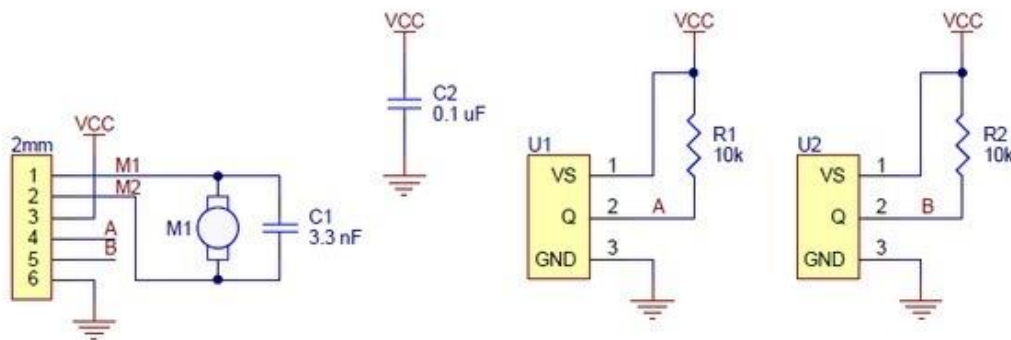 VCC
C2
0.1 uF
VCC
2mm
1
2
3
4
5
6
M1
M2
A
B
M1
C1
3.3 nF
VCC
U1
VS
Q
GND
1
2
3
A
R1
10k
VCC
U2
VS
Q
GND
1
2
3
B
R2
10k